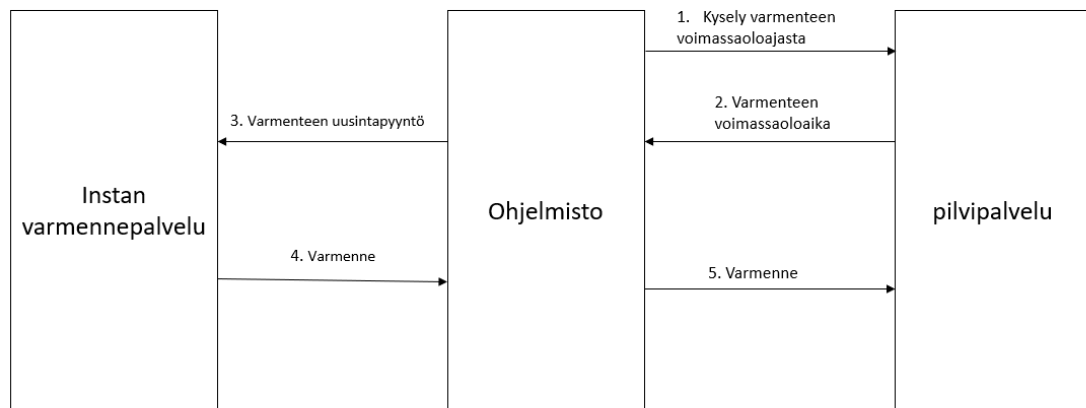 1. Kysely varmenteen
voimassaoloajasta
2. Varmenteen
voimassaoloaika
3. Varmenteen uusintapyyntö
Instan
varmennepalvelu
Ohjelmisto
pilvipalvelu
4. Varmenne
5. Varmenne